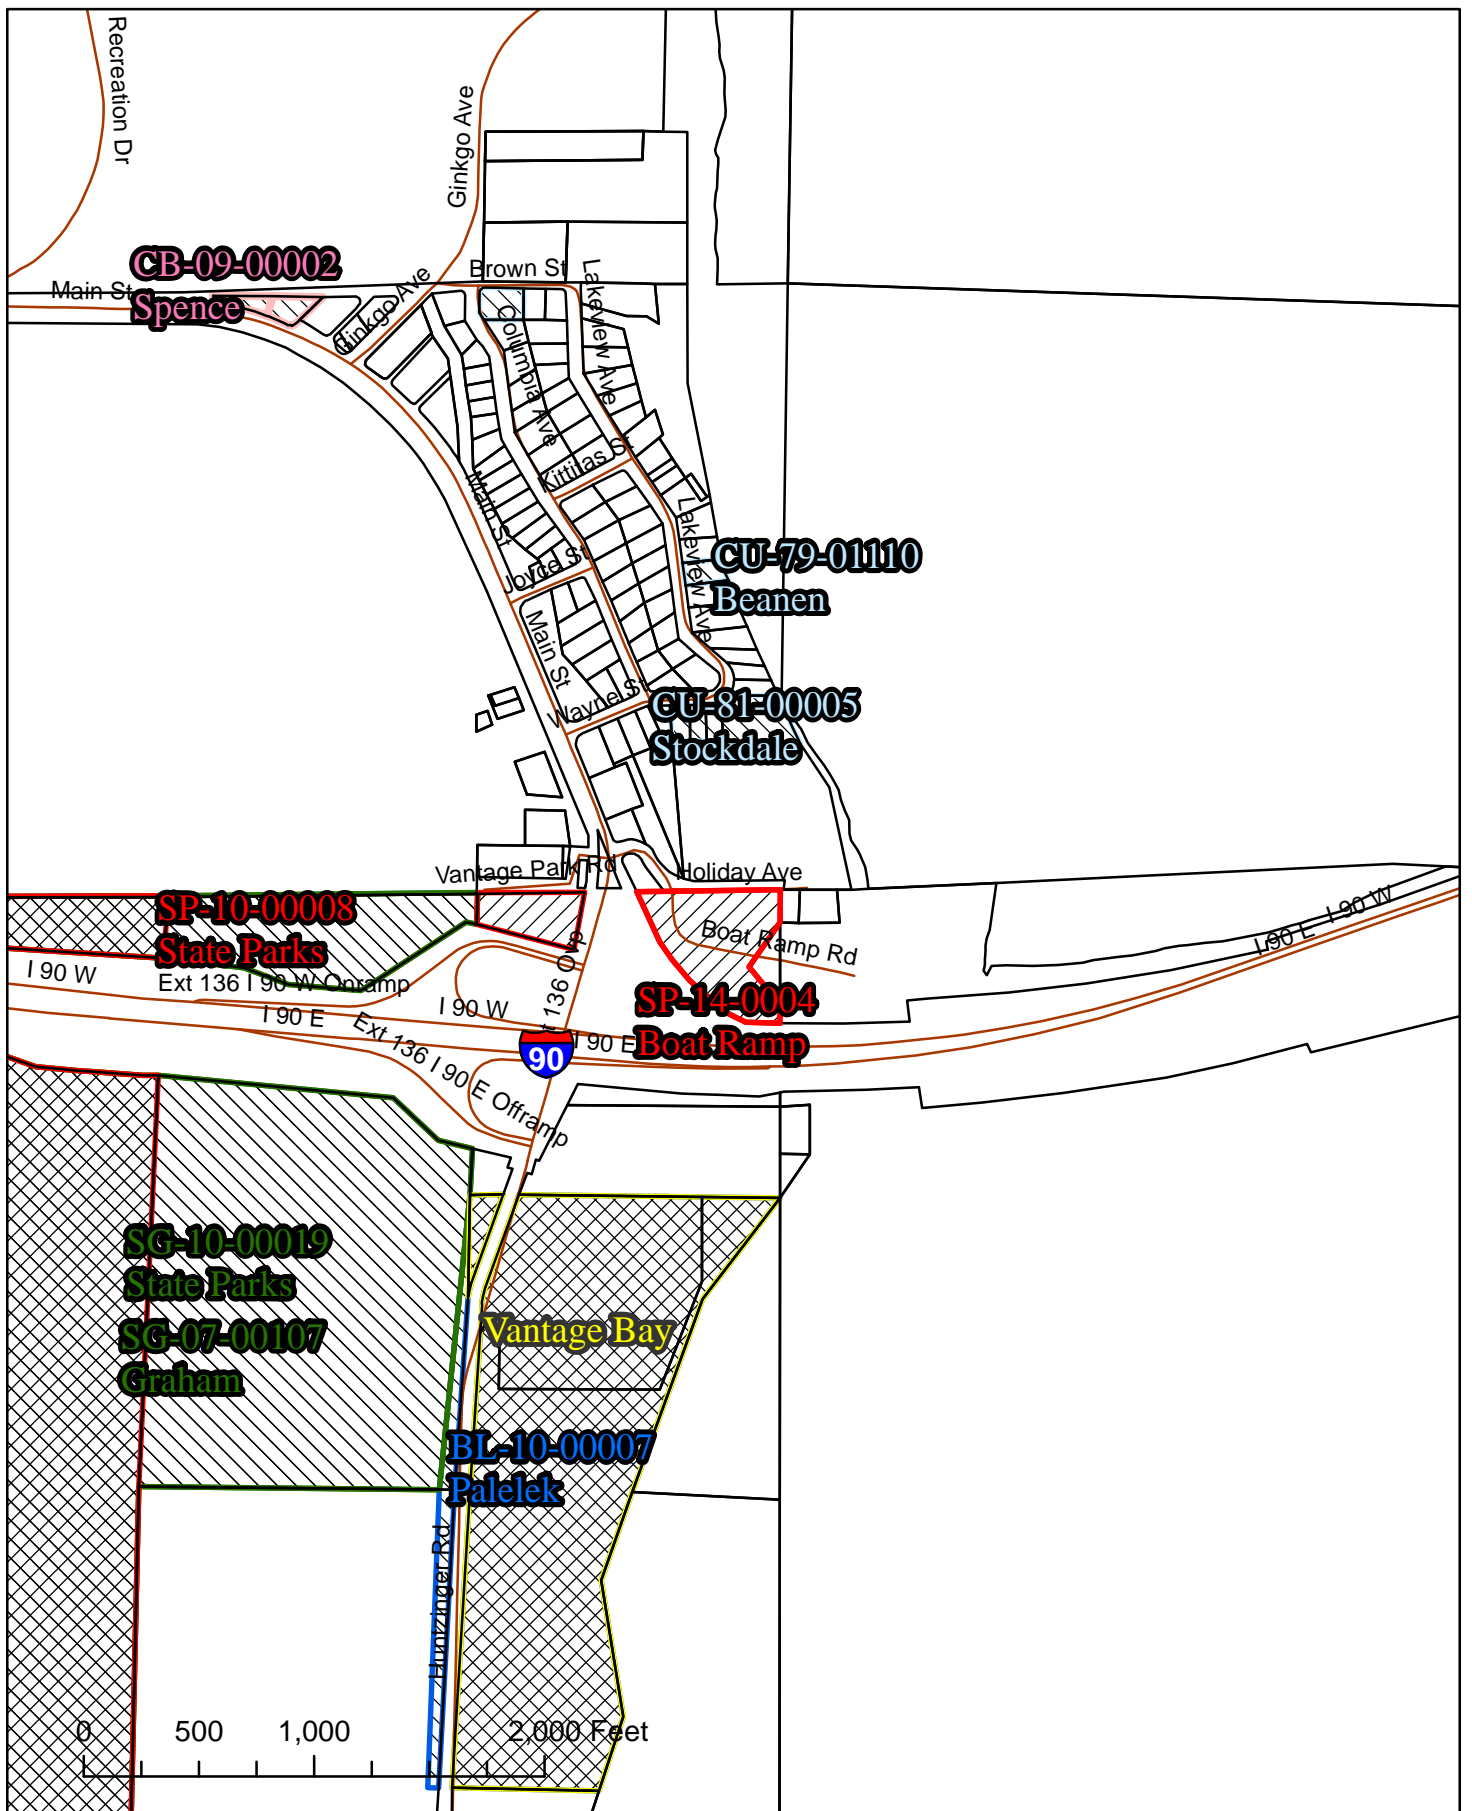 Recreation Dr
Ginkgo Ave
CB-09-00002
Spence
Main St
Ginkgo Ave
Brown St
Lakeview Ave
Columbia Ave
Kittitas St
Main St
Joyce St
Lakeview Ave
CU-79-01110
Beanen
Main St
Wayne St
CU-81-00005
Stockdale
Vantage Park Rd
Holiday Ave
SP-10-00008
State Parks
Boat Ramp Rd
I 90 W
I 90 E
I 90 W
Ext 136 I 90 W Onramp
I 90 W
I 90 E
Ext 136 I 90 E Offramp
t 136 O
90
I 90 E
SP-14-0004
Boat Ramp
SG-10-00019
State Parks
SG-07-00107
Graham
Vantage Bay
BL-10-00007
Palelek
Huntzinger Rd
0 500 1,000 2,000 Feet